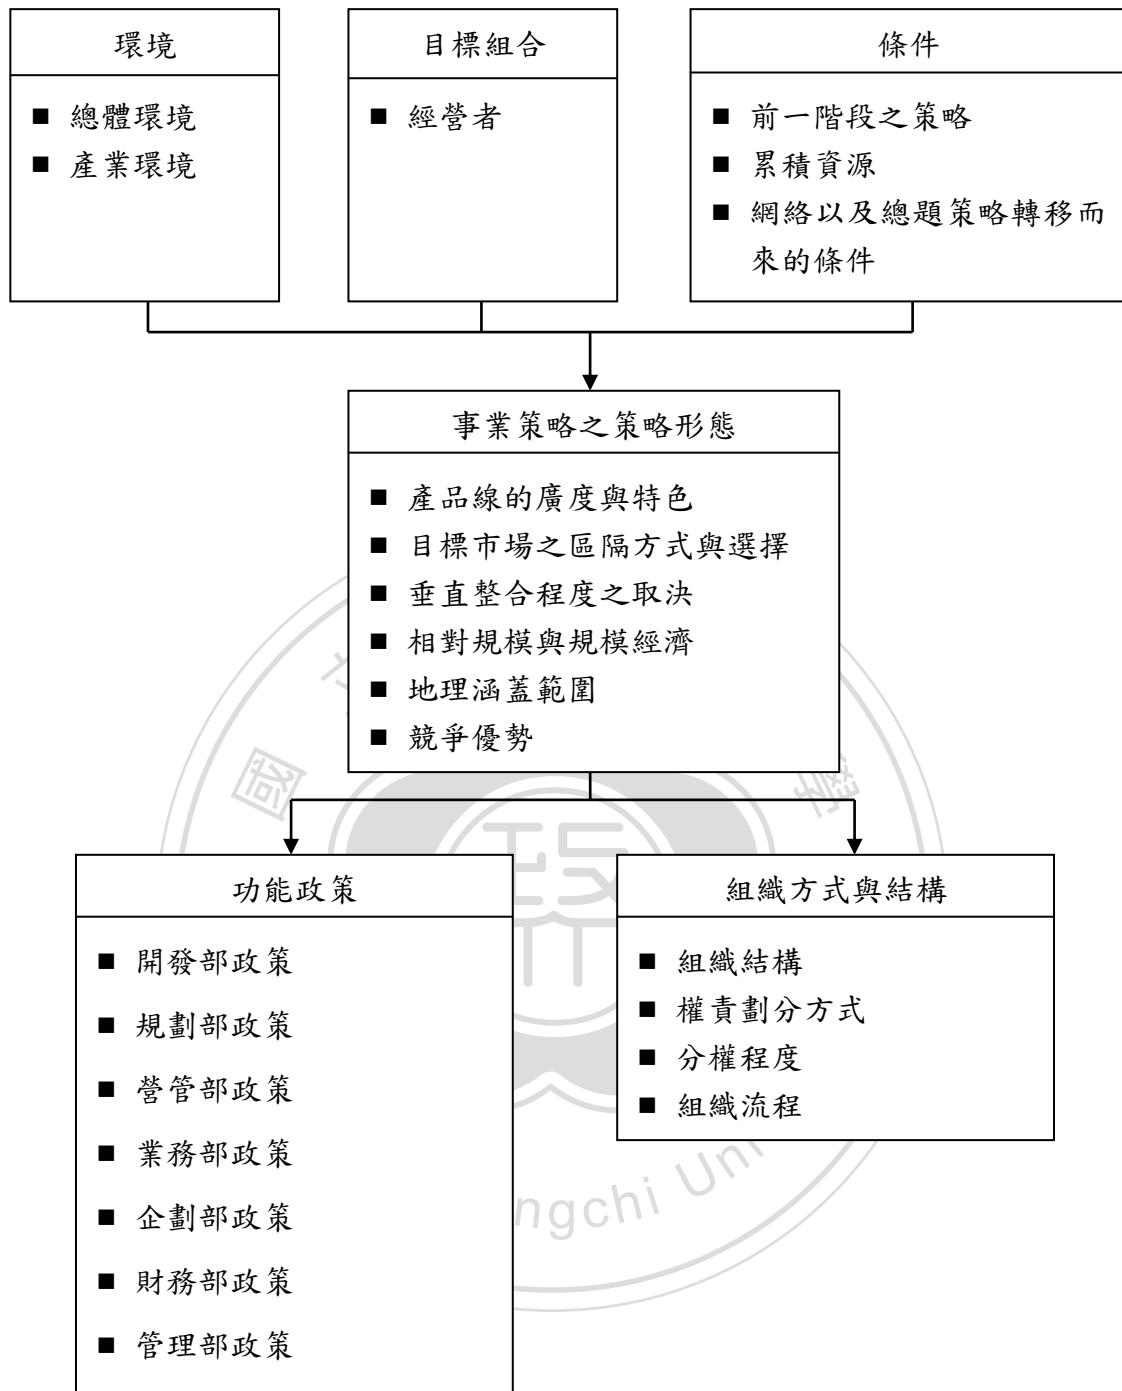 環境
■ 總體環境
■ 產業環境
目標組合
■ 經營者
條件
■ 前一階段之策略
■ 累積資源
■ 網絡以及總題策略轉移而
來的條件
事業策略之策略形態
■ 產品線的廣度與特色
■ 目標市場之區隔方式與選擇
■ 垂直整合程度之取決
■ 相對規模與規模經濟
■ 地理涵蓋範圍
■ 競爭優勢
國
學
功能政策
■ 開發部政策
■ 規劃部政策
■ 營管部政策
■ 業務部政策
■ 企劃部政策
■ 財務部政策
■ 管理部政策
組織方式與結構
■ 組織結構
■ 權責劃分方式
■ 分權程度
■ 組織流程
ngchi Uni